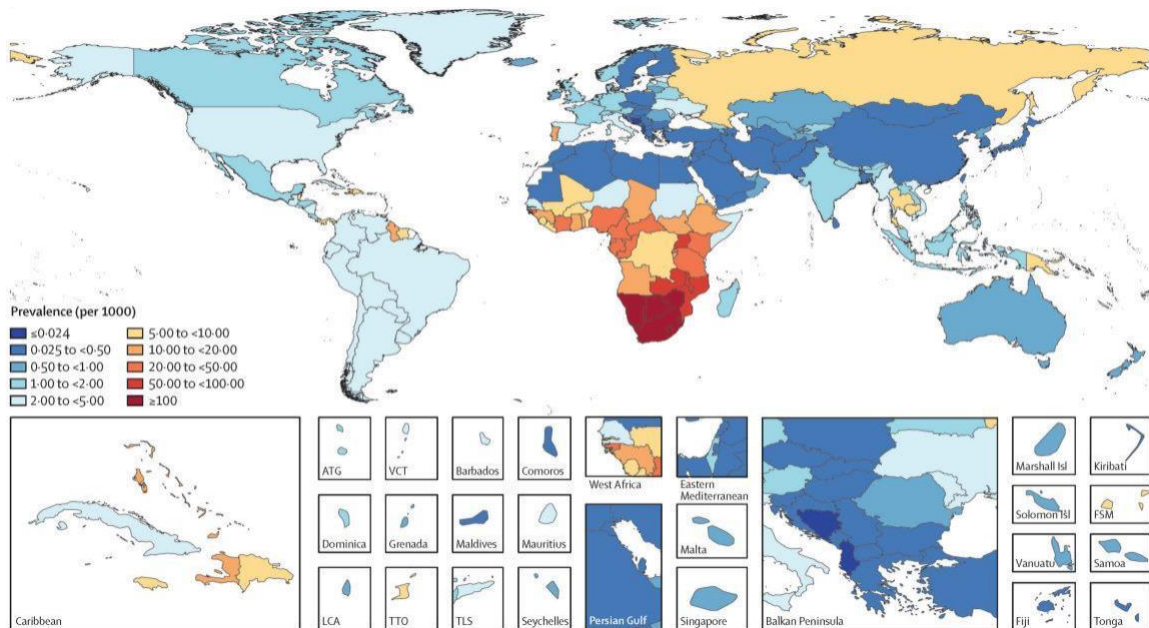 Prevalence (per 1000)
≤0·024
0·025 to <0·50
0·50 to <1·00
1·00 to <2·00
2·00 to <5·00
5·00 to <10·00
10·00 to <20·00
20·00 to <50·00
50·00 to <100·00
≥100
Caribbean
ATG
VCT
Barbados
Comoros
Dominica
Grenada
Maldives
Mauritius
LCA
TTO
TLS
Seychelles
West Africa
Eastern
Mediterranean
Persian Gulf
Malta
Singapore
Balkan Peninsula
Marshall Isl
Kiribati
Solomon Isl
FSM
Vanuatu
Samoa
Fiji
Tonga